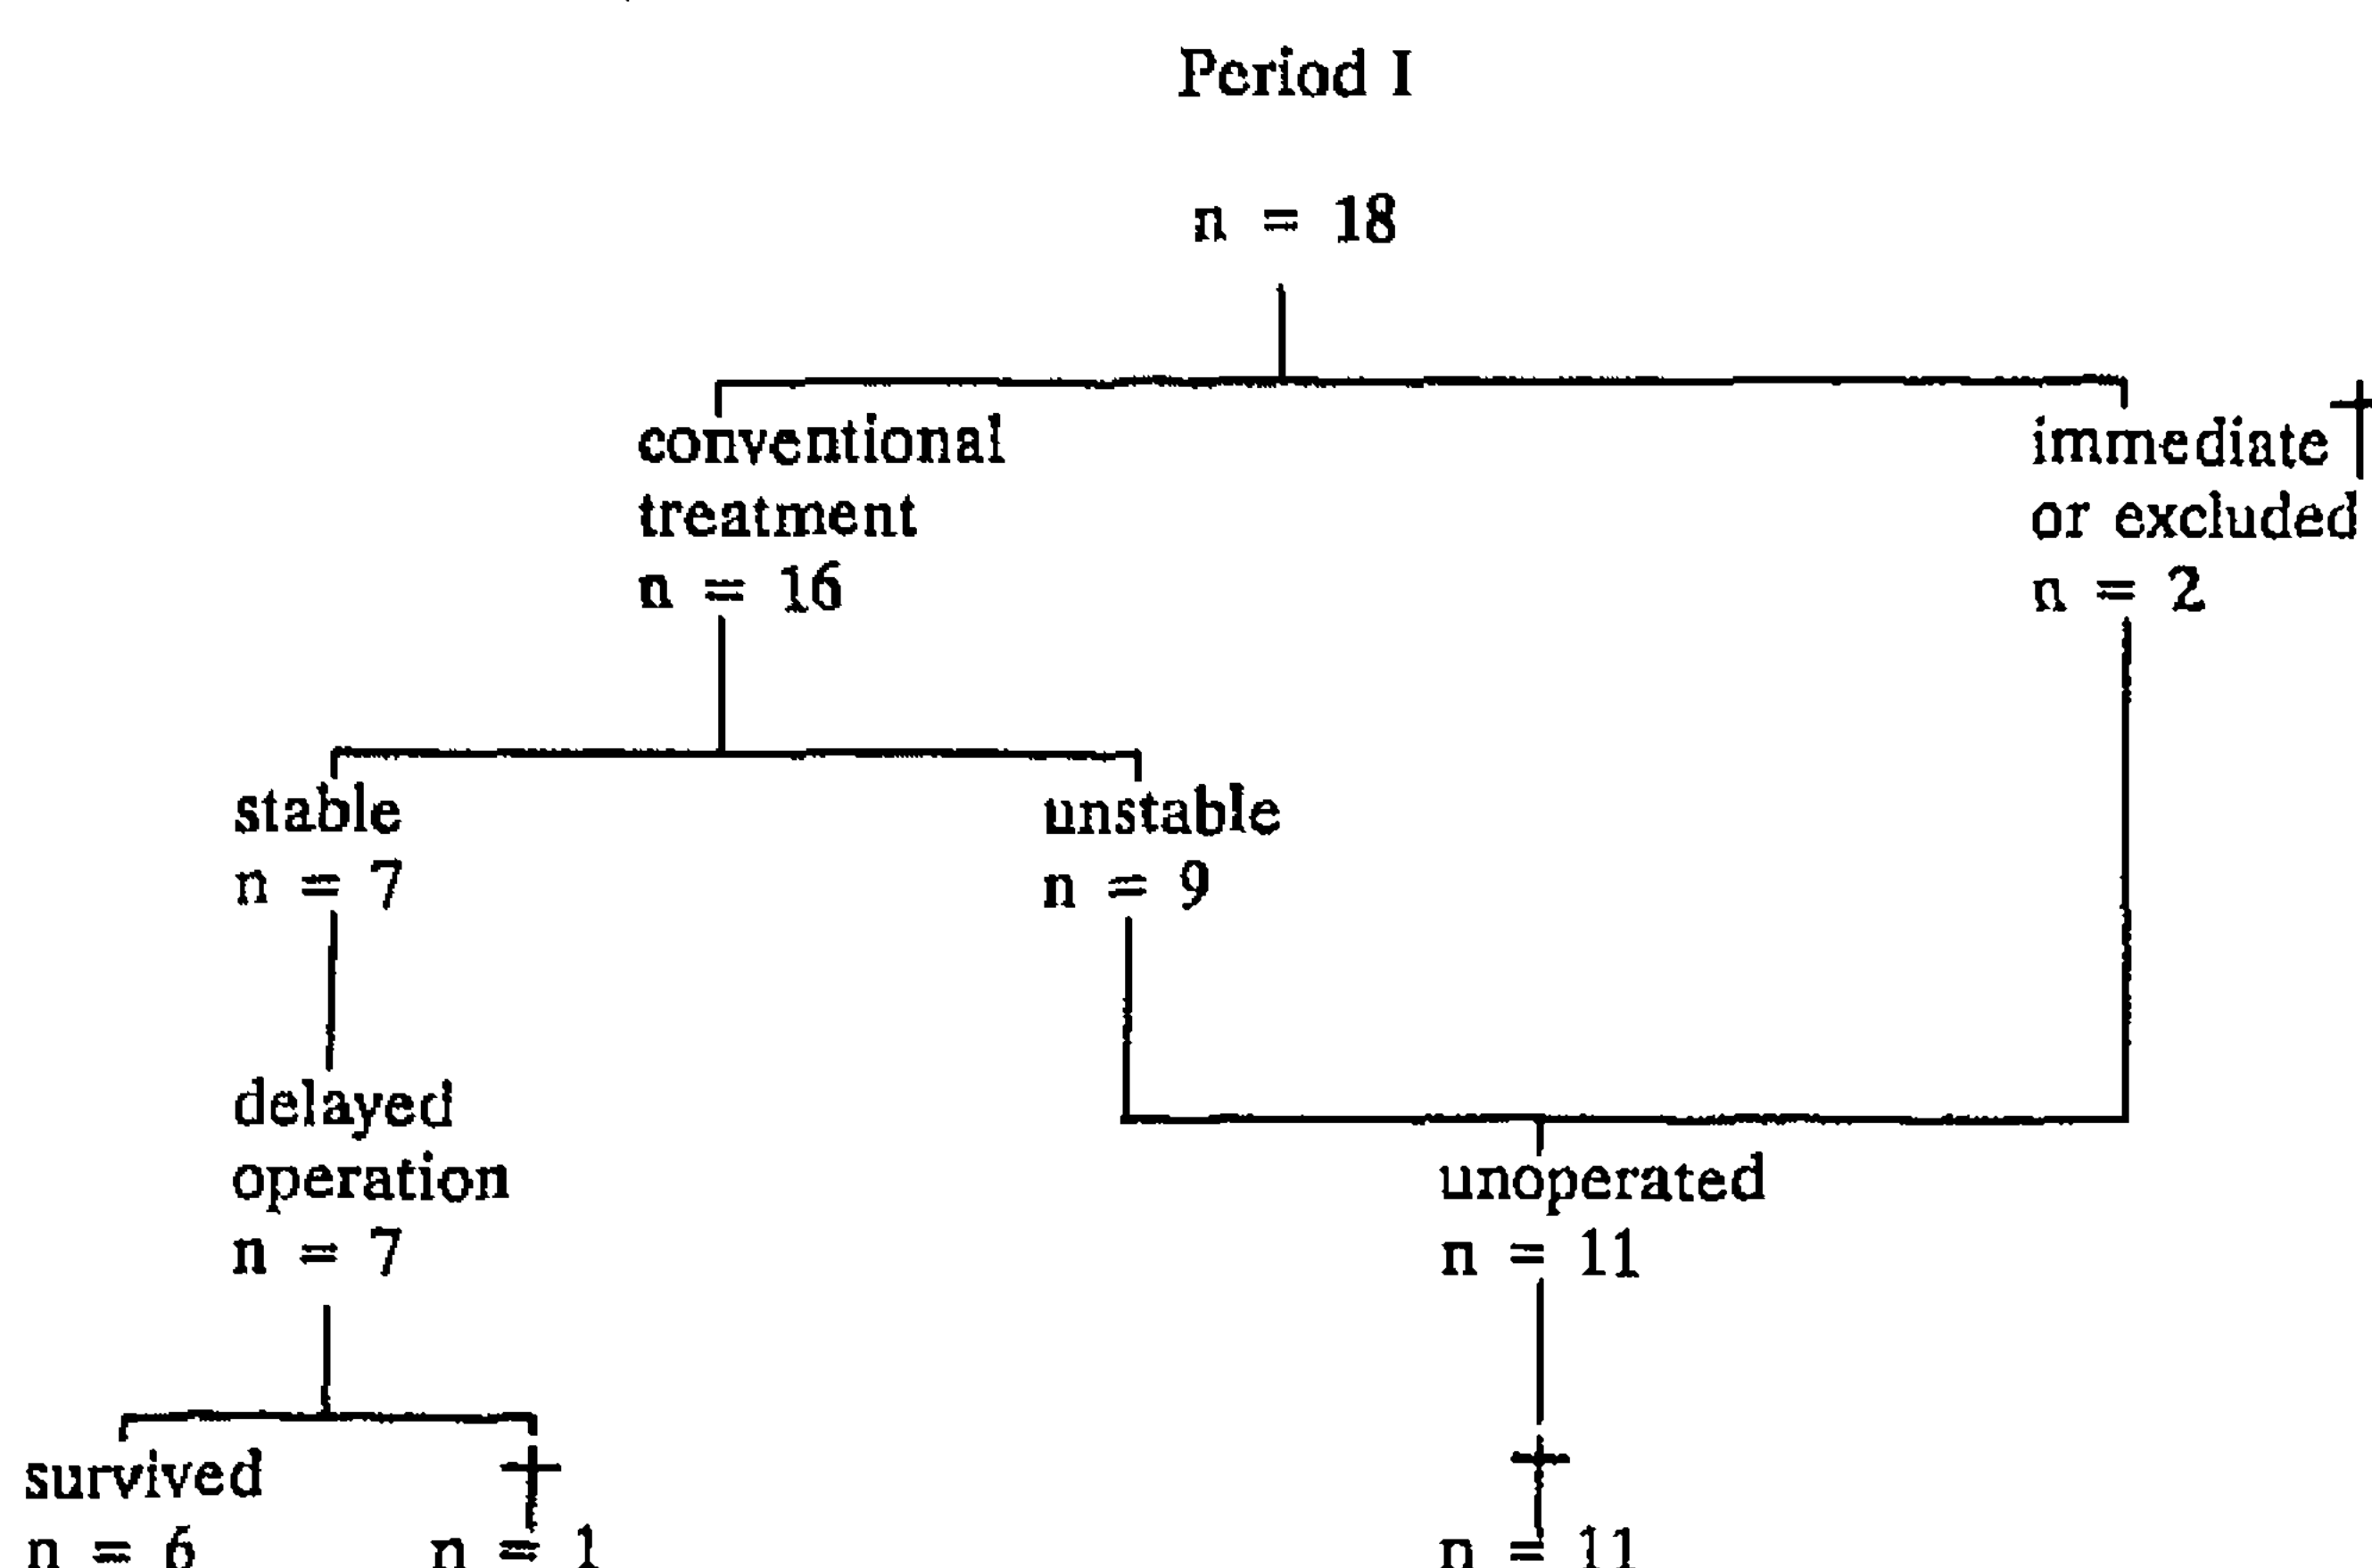 Period I
n = 18
conventional
treatment
n = 16
immediate †
or excluded
n = 2
stable
n = 7
unstable
n = 9
delayed
operation
n = 7
unoperated
n = 11
survived
n = 6
†
n = 1
†
n = 11